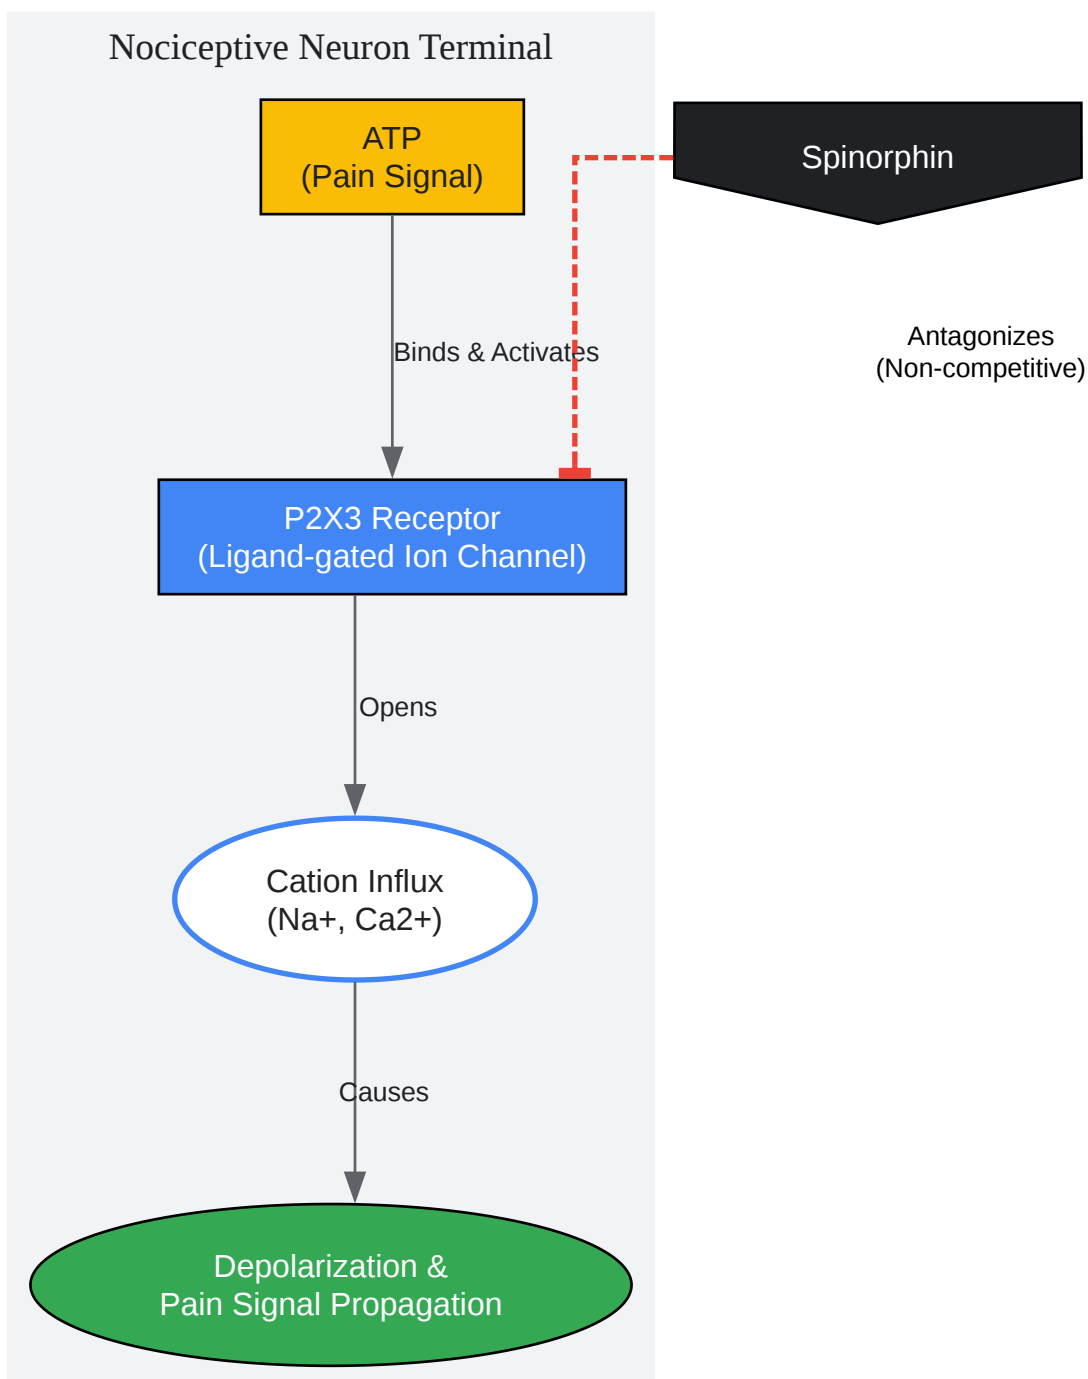 Nociceptive Neuron Terminal
ATP
(Pain Signal)
Spinorphin
Binds & Activates
Antagonizes
(Non-competitive)
P2X3 Receptor
(Ligand-gated Ion Channel)
Opens
Cation Influx
(Na+, Ca2+)
Causes
Depolarization &
Pain Signal Propagation